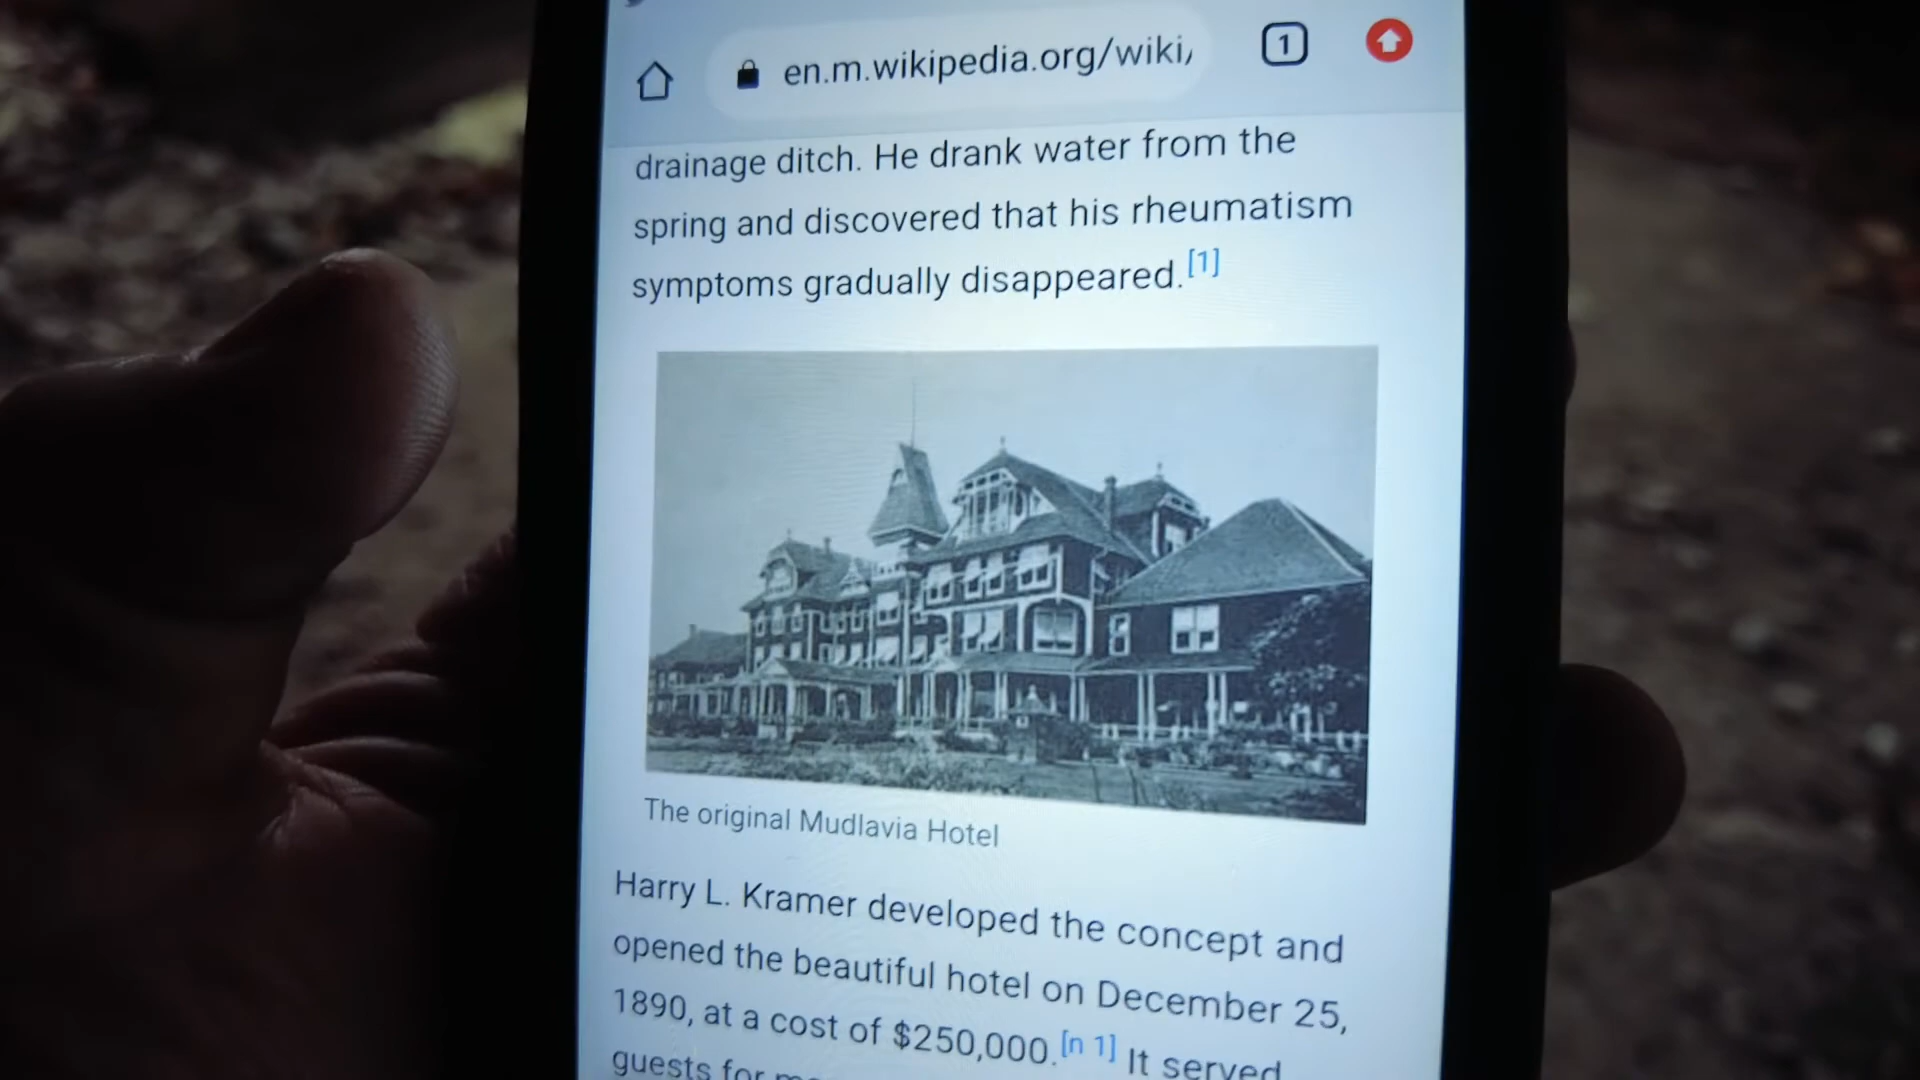 en.m.wikipedia.org/wiki/
1
drainage ditch. He drank water from the
spring and discovered that his rheumatism
symptoms gradually disappeared.[1]
The original Mudlavia Hotel
Harry L. Kramer developed the concept and
opened the beautiful hotel on December 25,
1890, at a cost of $250,000.[n 1] It served
guests for